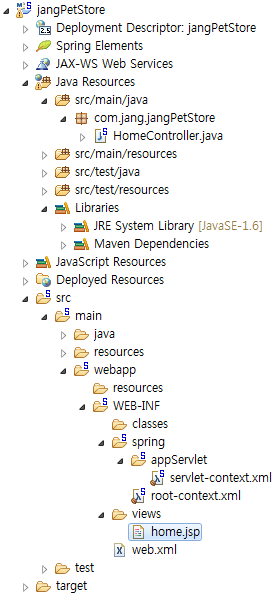 jangPetStore
Deployment Descriptor: jangPetStore
Spring Elements
JAX-WS Web Services
Java Resources
src/main/java
com.jang.jangPetStore
HomeController.java
src/main/resources
src/test/java
src/test/resources
Libraries
JRE System Library [JavaSE-1.6]
Maven Dependencies
JavaScript Resources
Deployed Resources
src
main
java
resources
webapp
resources
WEB-INF
classes
spring
appServlet
servlet-context.xml
root-context.xml
views
home.jsp
web.xml
test
target